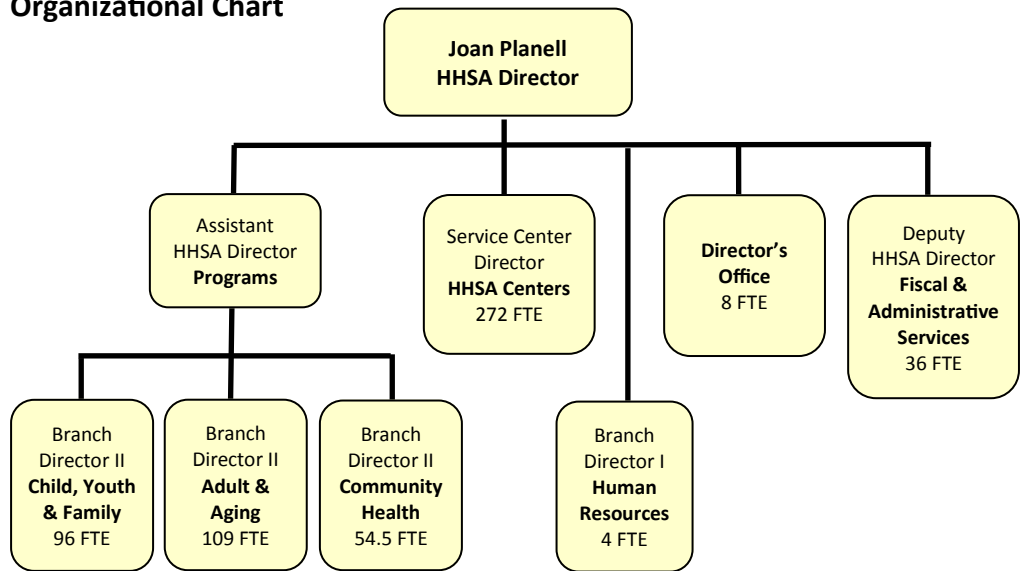 Organizational Chart
Joan Planell
HHSA Director
Assistant
HHSA Director
Programs
Service Center
Director
HHSA Centers
272 FTE
Director’s
Office
8 FTE
Deputy
HHSA Director
Fiscal &
Administrative
Services
36 FTE
Branch
Director II
Child, Youth
& Family
96 FTE
Branch
Director II
Adult &
Aging
109 FTE
Branch
Director II
Community
Health
54.5 FTE
Branch
Director I
Human
Resources
4 FTE